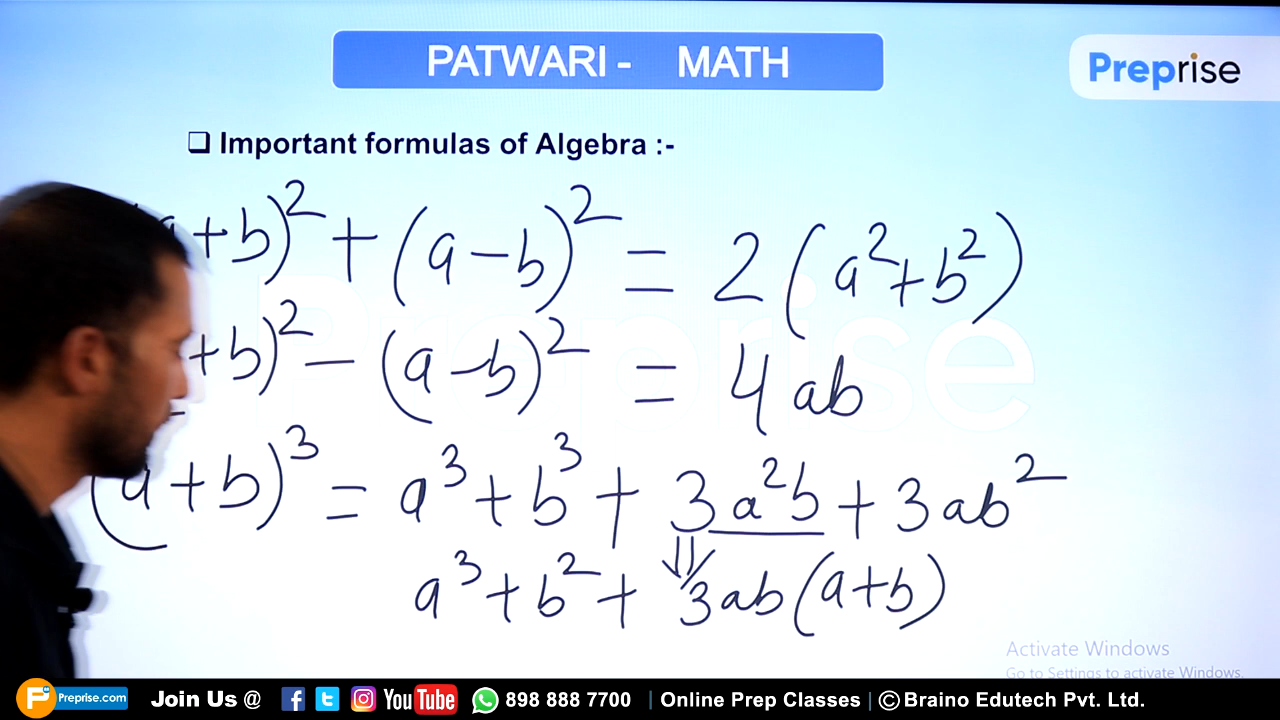 PATWARI - MATH
Preprise
❑ Important formulas of Algebra :-
a+b)² + (a-b)² = 2(a²+b²)
+b)² - (a-b)² = 4ab
(a+b)³ = a³+b³ + 3a²b + 3ab²
a³+b²+ 3ab(a+b)
Preprise
Activate Windows
Go to Settings to activate Windows.
Preprise.com Join Us @ YouTube 898 888 7700 | Online Prep Classes | © Braino Edutech Pvt. Ltd.